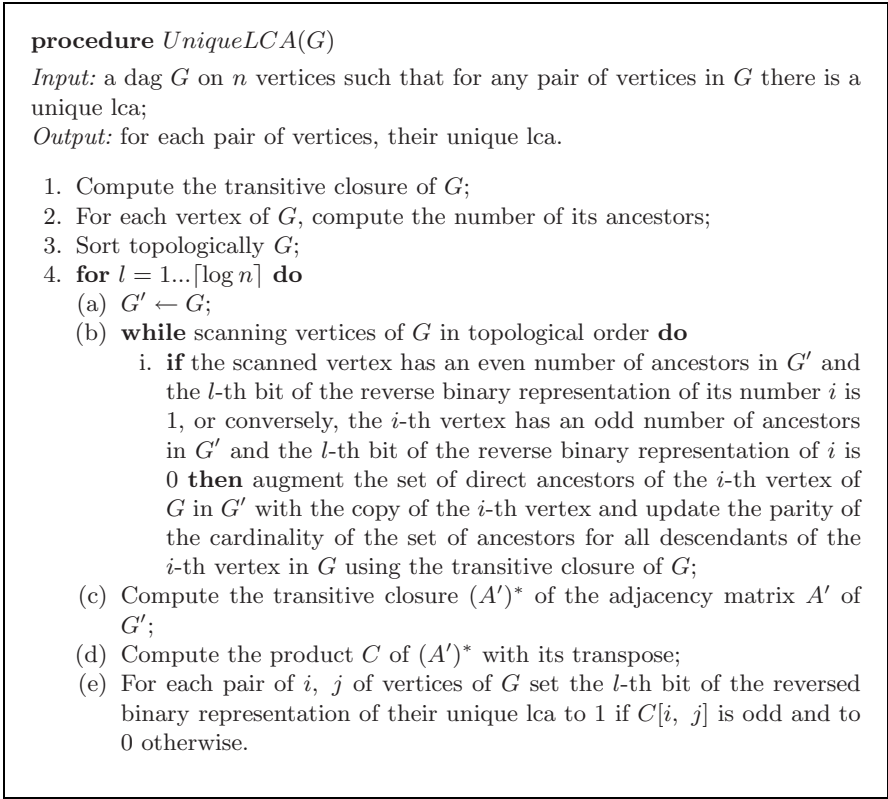 procedure UniqueLCA(G)
Input: a dag G on n vertices such that for any pair of vertices in G there is a
unique lca;
Output: for each pair of vertices, their unique lca.
1. Compute the transitive closure of G;
2. For each vertex of G, compute the number of its ancestors;
3. Sort topologically G;
4. for l = 1...⌈log n⌉ do
(a) G′ ← G;
(b) while scanning vertices of G in topological order do
i. if the scanned vertex has an even number of ancestors in G′ and
the l-th bit of the reverse binary representation of its number i is
1, or conversely, the i-th vertex has an odd number of ancestors
in G′ and the l-th bit of the reverse binary representation of i is
0 then augment the set of direct ancestors of the i-th vertex of
G in G′ with the copy of the i-th vertex and update the parity of
the cardinality of the set of ancestors for all descendants of the
i-th vertex in G using the transitive closure of G;
(c) Compute the transitive closure (A′)* of the adjacency matrix A′ of
G′;
(d) Compute the product C of (A′)* with its transpose;
(e) For each pair of i, j of vertices of G set the l-th bit of the reversed
binary representation of their unique lca to 1 if C[i, j] is odd and to
0 otherwise.